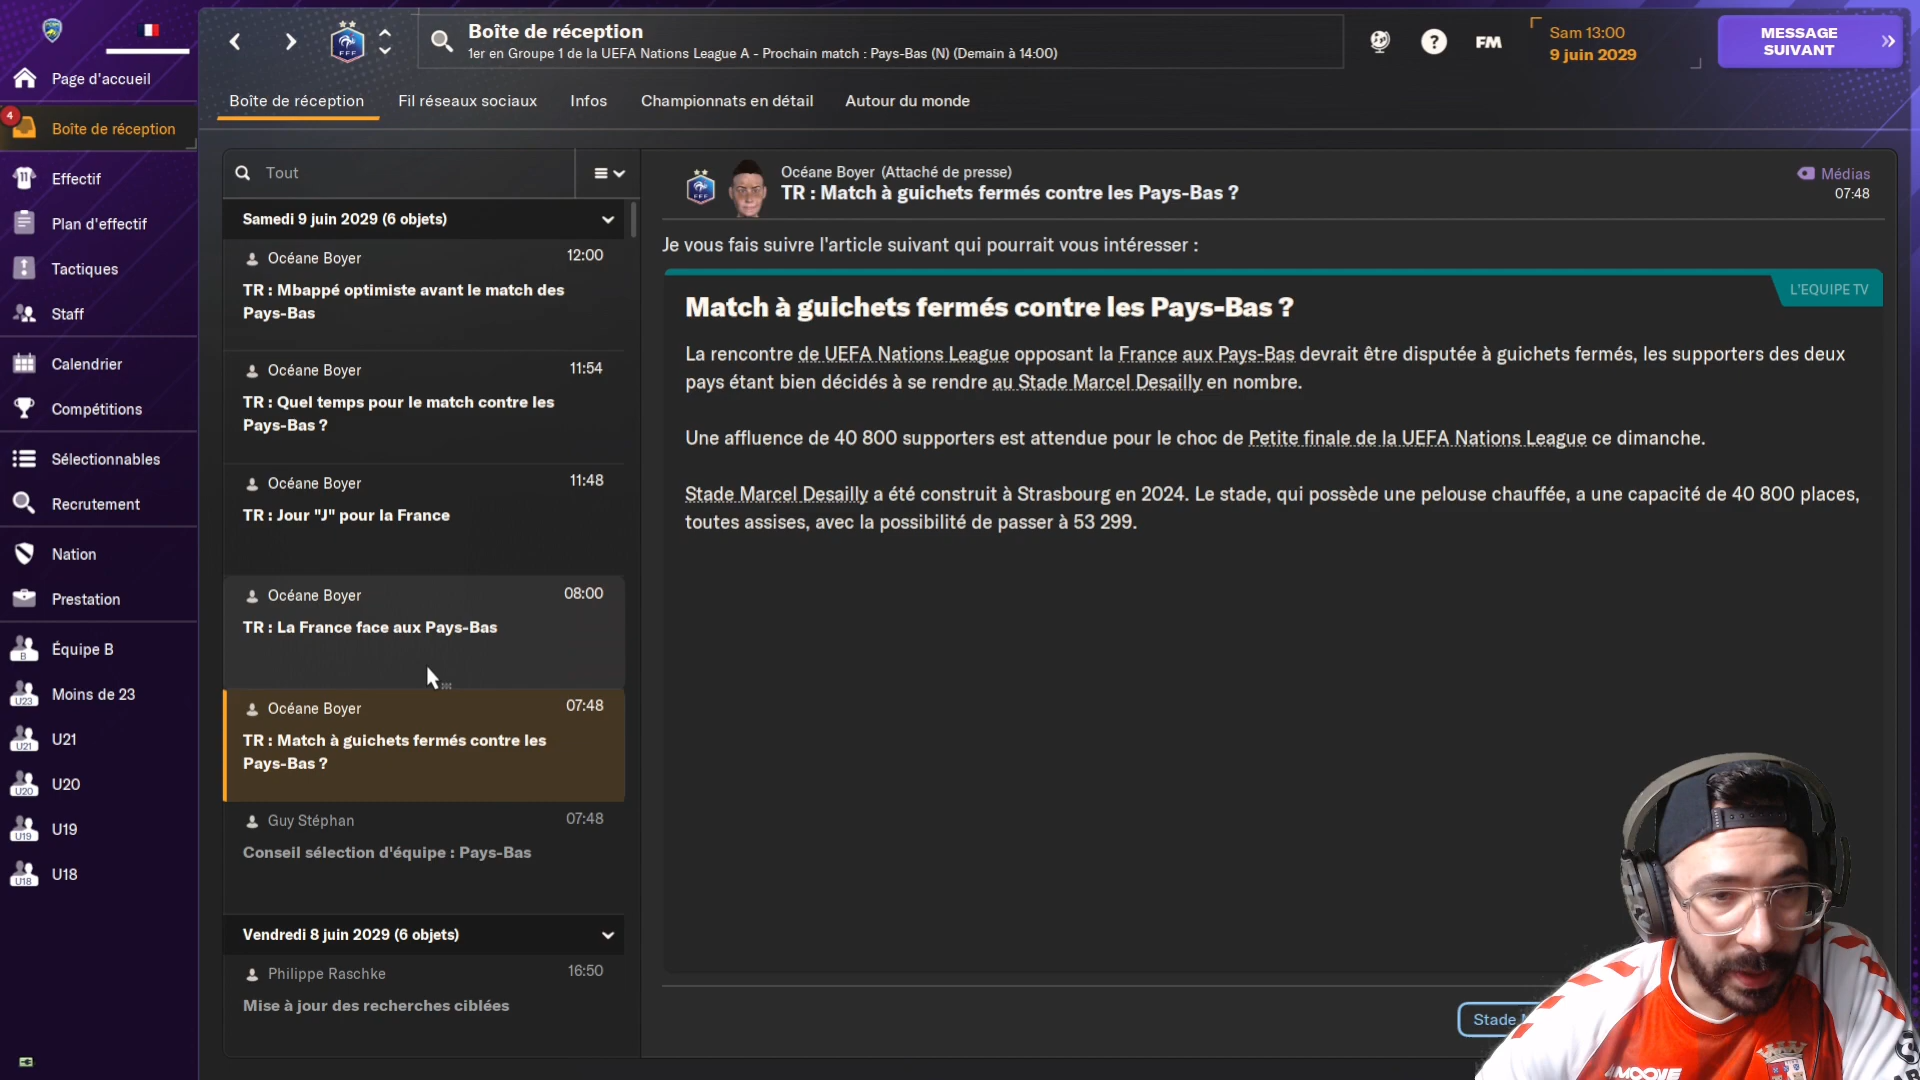 Boîte de réception
1er en Groupe 1 de la UEFA Nations League A - Prochain match : Pays-Bas (N) (Demain à 14:00)
FFF
?
FM
Sam 13:00
9 juin 2029
MESSAGE
SUIVANT
Page d'accueil
4
Boîte de réception
11
Effectif
Plan d'effectif
Tactiques
Staff
Calendrier
Compétitions
Sélectionnables
Recrutement
Nation
Prestation
B
Équipe B
U23
Moins de 23
U21
U21
U20
U20
U19
U19
U18
U18
Boîte de réception
Fil réseaux sociaux
Infos
Championnats en détail
Autour du monde
Tout
Samedi 9 juin 2029 (6 objets)
Océane Boyer
12:00
TR : Mbappé optimiste avant le match des
Pays-Bas
Océane Boyer
11:54
TR : Quel temps pour le match contre les
Pays-Bas ?
Océane Boyer
11:48
TR : Jour "J" pour la France
Océane Boyer
08:00
TR : La France face aux Pays-Bas
Océane Boyer
07:48
TR : Match à guichets fermés contre les
Pays-Bas ?
Guy Stéphan
07:48
Conseil sélection d'équipe : Pays-Bas
Vendredi 8 juin 2029 (6 objets)
Philippe Raschke
16:50
Mise à jour des recherches ciblées
FFF
Océane Boyer (Attaché de presse)
TR : Match à guichets fermés contre les Pays-Bas ?
Médias
07:48
Je vous fais suivre l'article suivant qui pourrait vous intéresser :
L'EQUIPE TV
Match à guichets fermés contre les Pays-Bas ?
La rencontre de UEFA Nations League opposant la France aux Pays-Bas devrait être disputée à guichets fermés, les supporters des deux
pays étant bien décidés à se rendre au Stade Marcel Desailly en nombre.
Une affluence de 40 800 supporters est attendue pour le choc de Petite finale de la UEFA Nations League ce dimanche.
Stade Marcel Desailly a été construit à Strasbourg en 2024. Le stade, qui possède une pelouse chauffée, a une capacité de 40 800 places,
toutes assises, avec la possibilité de passer à 53 299.
Stade
MOOVE